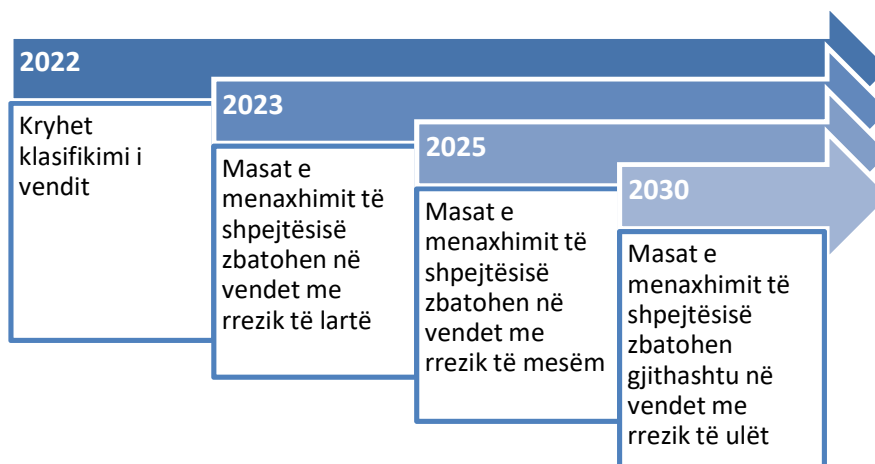 2022
Kryhet
klasifikimi i
vendit
2023
Masat e
menaxhimit të
shpejtësisë
zbatohen në
vendet me
rrezik të lartë
2025
Masat e
menaxhimit të
shpejtësisë
zbatohen në
vendet me
rrezik të mesëm
2030
Masat e
menaxhimit të
shpejtësisë
zbatohen
gjithashtu në
vendet me
rrezik të ulët